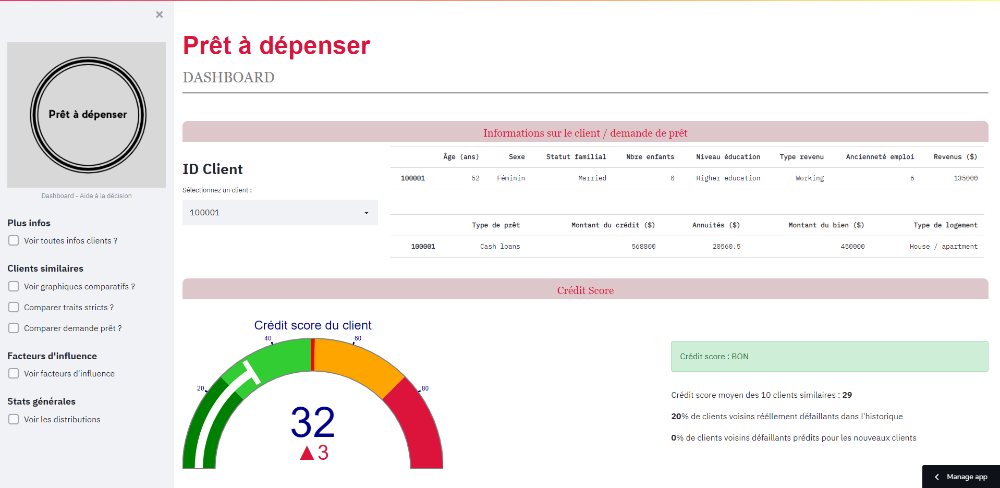 ×
Prêt à dépenser
Dashboard - Aide à la décision
Plus infos
Voir toutes infos clients ?
Clients similaires
Voir graphiques comparatifs ?
Comparer traits stricts ?
Comparer demande prêt ?
Facteurs d'influence
Voir facteurs d'influence
Stats générales
Voir les distributions
Prêt à dépenser
DASHBOARD
Informations sur le client / demande de prêt
ID Client
Sélectionnez un client :
100001
Âge (ans) Sexe Statut familial Nbre enfants Niveau éducation Type revenu Ancienneté emploi Revenus ($)
100001 52 Féminin Married 0 Higher education Working 6 135000
Type de prêt Montant du crédit ($) Annuités ($) Montant du bien ($) Type de logement
100001 Cash loans 568800 20560.5 450000 House / apartment
Crédit Score
Crédit score du client
20
40
60
80
32
▲3
Crédit score : BON
Crédit score moyen des 10 clients similaires : 29
20% de clients voisins réellement défaillants dans l'historique
0% de clients voisins défaillants prédits pour les nouveaux clients
Manage app